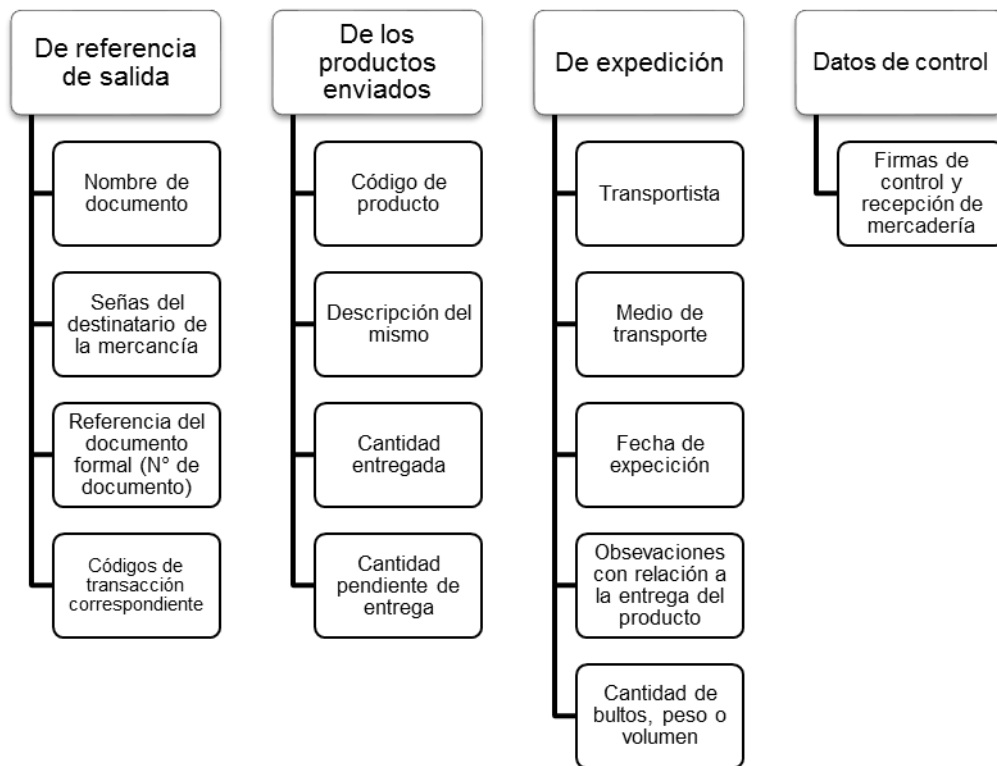 De referencia
de salida
Nombre de
documento
Señas del
destinatario de
la mercancía
Referencia del
documento
formal (N° de
documento)
Códigos de
transacción
correspondiente
De los
productos
enviados
Código de
producto
Descripción del
mismo
Cantidad
entregada
Cantidad
pendiente de
entrega
De expedición
Transportista
Medio de
transporte
Fecha de
expecición
Obsevaciones
con relación a
la entrega del
producto
Cantidad de
bultos, peso o
volumen
Datos de control
Firmas de
control y
recepción de
mercadería